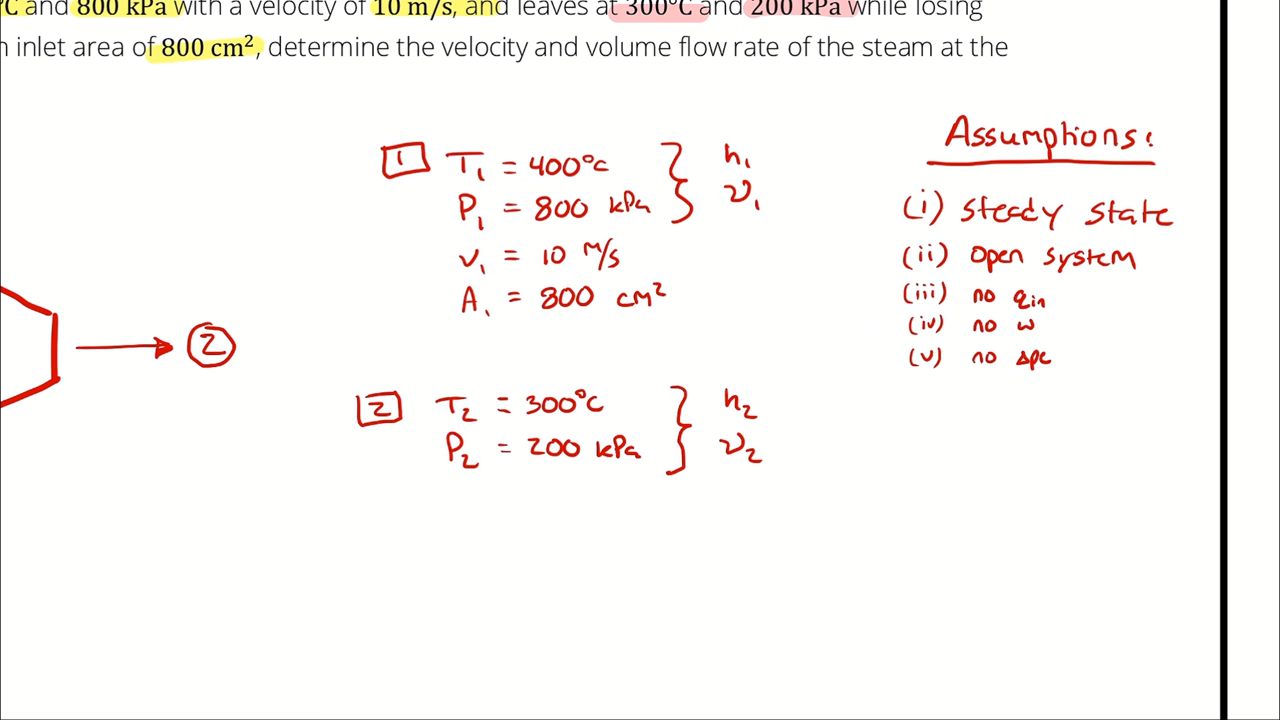 °C and 800 kPa with a velocity of 10 m/s, and leaves at 300°C and 200 kPa while losing
inlet area of 800 cm², determine the velocity and volume flow rate of the steam at the
Assumptions:
1 T₁ = 400°C } h₁
P₁ = 800 kPa ν₁
v₁ = 10 m/s
A₁ = 800 cm²
(i) steady state
(ii) open system
(iii) no qin
(iv) no w
(v) no ΔPE
2
2 T₂ = 300°C } h₂
P₂ = 200 kPa ν₂